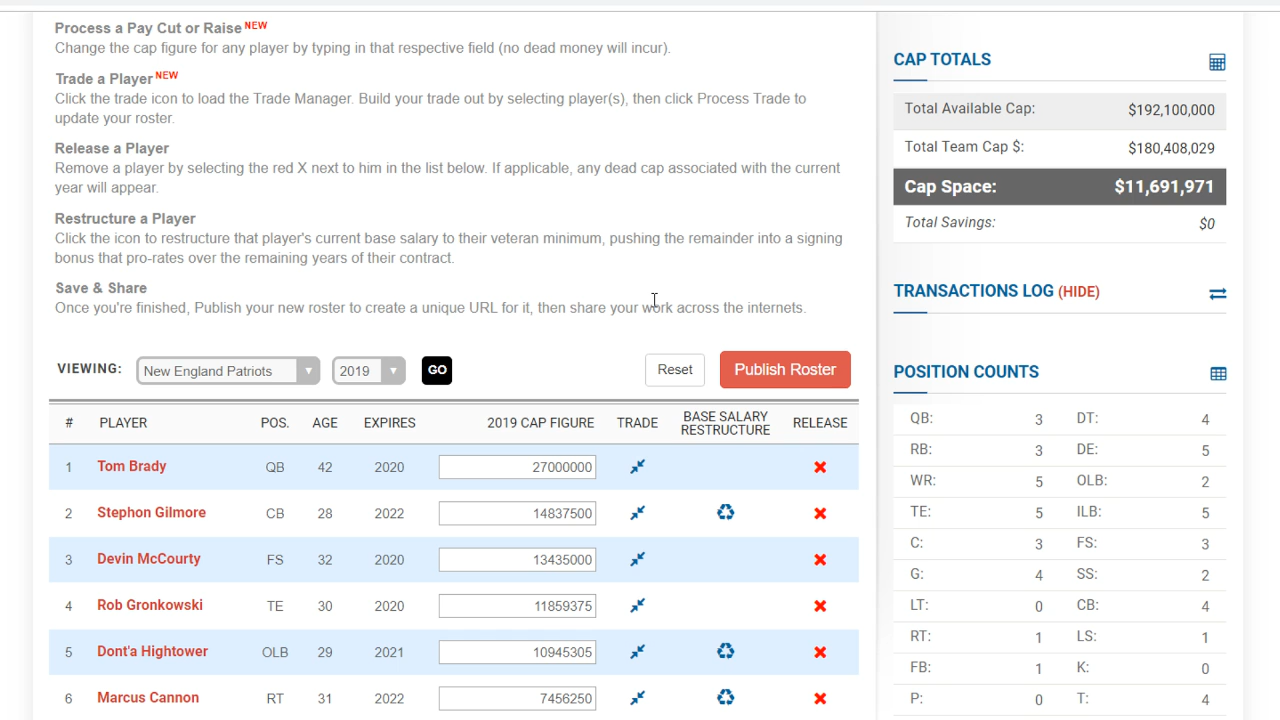 Process a Pay Cut or Raise NEW
Change the cap figure for any player by typing in that respective field (no dead money will incur).
Trade a Player NEW
Click the trade icon to load the Trade Manager. Build your trade out by selecting player(s), then click Process Trade to
update your roster.
Release a Player
Remove a player by selecting the red X next to him in the list below. If applicable, any dead cap associated with the current
year will appear.
Restructure a Player
Click the icon to restructure that player's current base salary to their veteran minimum, pushing the remainder into a signing
bonus that pro-rates over the remaining years of their contract.
Save & Share
Once you're finished, Publish your new roster to create a unique URL for it, then share your work across the internets.
VIEWING: New England Patriots 2019 GO Reset Publish Roster
# PLAYER POS. AGE EXPIRES 2019 CAP FIGURE TRADE BASE SALARY RESTRUCTURE RELEASE
1 Tom Brady QB 42 2020 27000000
2 Stephon Gilmore CB 28 2022 14837500
3 Devin McCourty FS 32 2020 13435000
4 Rob Gronkowski TE 30 2020 11859375
5 Dont'a Hightower OLB 29 2021 10945305
6 Marcus Cannon RT 31 2022 7456250
CAP TOTALS
Total Available Cap: $192,100,000
Total Team Cap $: $180,408,029
Cap Space: $11,691,971
Total Savings: $0
TRANSACTIONS LOG (HIDE)
POSITION COUNTS
QB: 3 DT: 4
RB: 3 DE: 5
WR: 5 OLB: 2
TE: 5 ILB: 5
C: 3 FS: 3
G: 4 SS: 2
LT: 0 CB: 4
RT: 1 LS: 1
FB: 1 K: 0
P: 0 T: 4